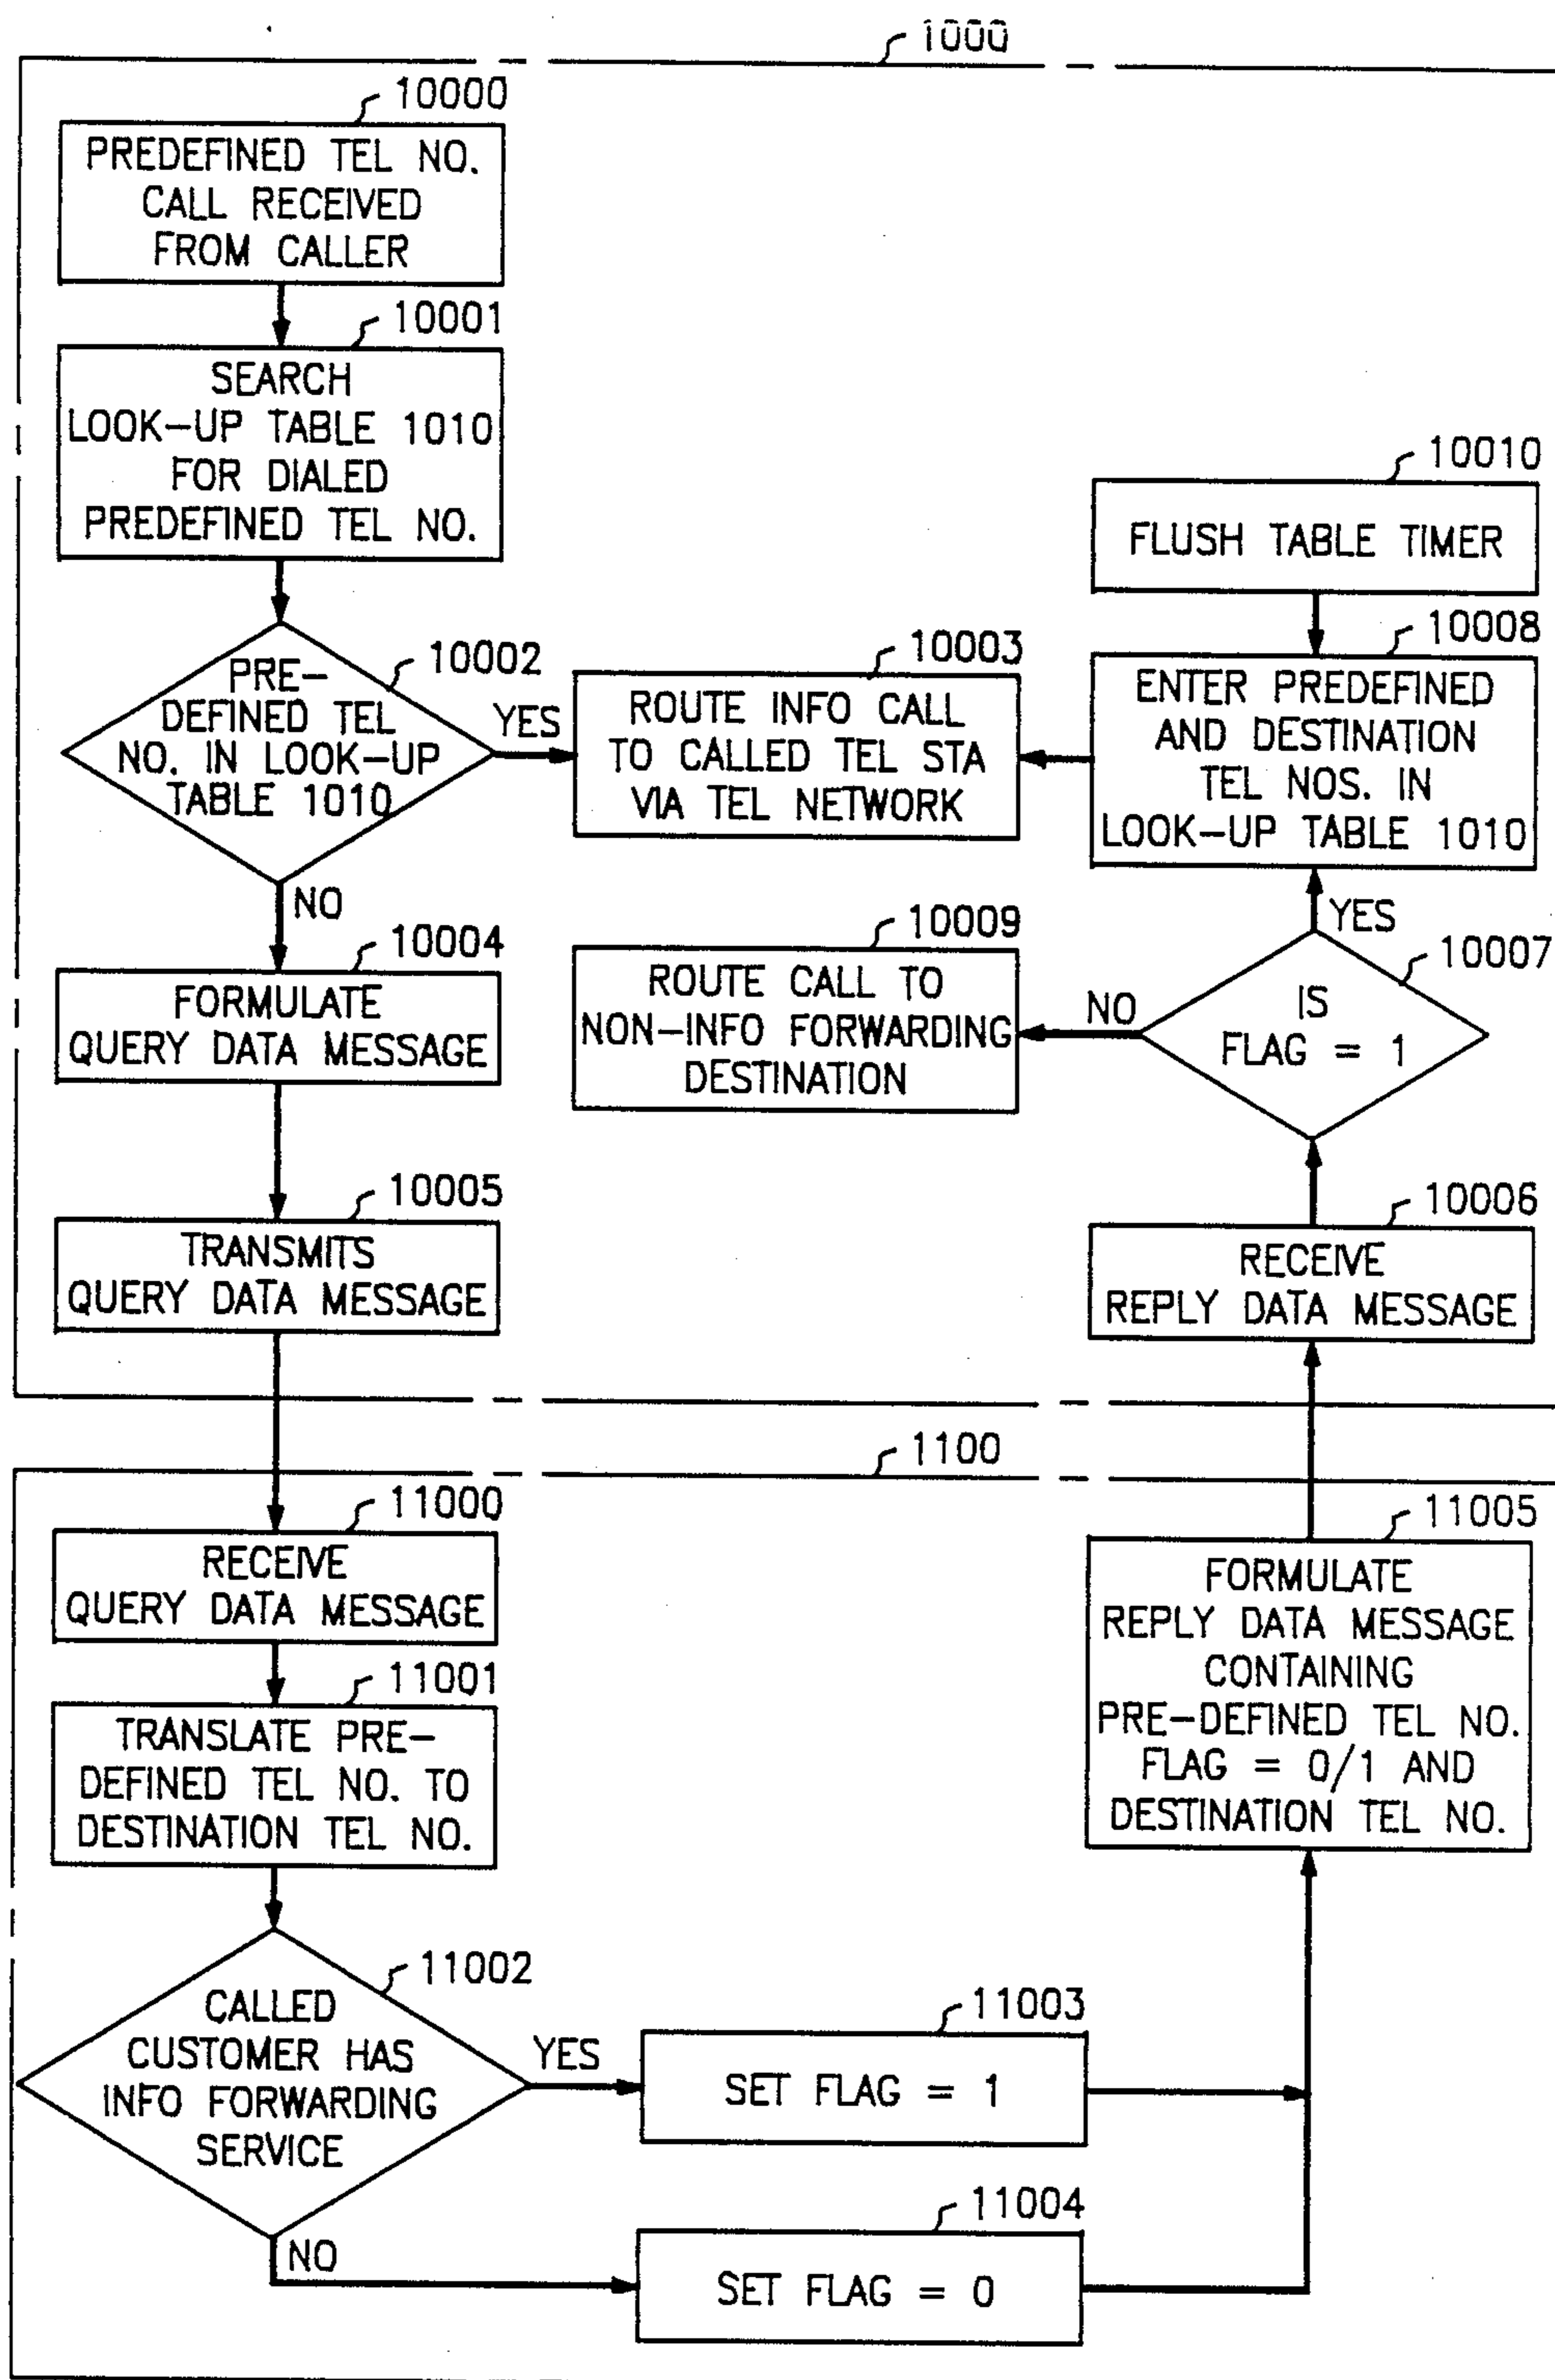 1000
10000
PREDEFINED TEL NO.
CALL RECEIVED
FROM CALLER
10001
SEARCH
LOOK-UP TABLE 1010
FOR DIALED
PREDEFINED TEL NO.
10002
PRE-
DEFINED TEL
NO. IN LOOK-UP
TABLE 1010
YES
NO
10003
ROUTE INFO CALL
TO CALLED TEL STA
VIA TEL NETWORK
10010
FLUSH TABLE TIMER
10008
ENTER PREDEFINED
AND DESTINATION
TEL NOS. IN
LOOK-UP TABLE 1010
YES
10004
FORMULATE
QUERY DATA MESSAGE
10009
ROUTE CALL TO
NON-INFO FORWARDING
DESTINATION
NO
10007
IS
FLAG = 1
10005
TRANSMITS
QUERY DATA MESSAGE
10006
RECEIVE
REPLY DATA MESSAGE
1100
11000
RECEIVE
QUERY DATA MESSAGE
11001
TRANSLATE PRE-
DEFINED TEL NO. TO
DESTINATION TEL NO.
11005
FORMULATE
REPLY DATA MESSAGE
CONTAINING
PRE-DEFINED TEL NO.
FLAG = 0/1 AND
DESTINATION TEL NO.
11002
CALLED
CUSTOMER HAS
INFO FORWARDING
SERVICE
YES
NO
11003
SET FLAG = 1
11004
SET FLAG = 0